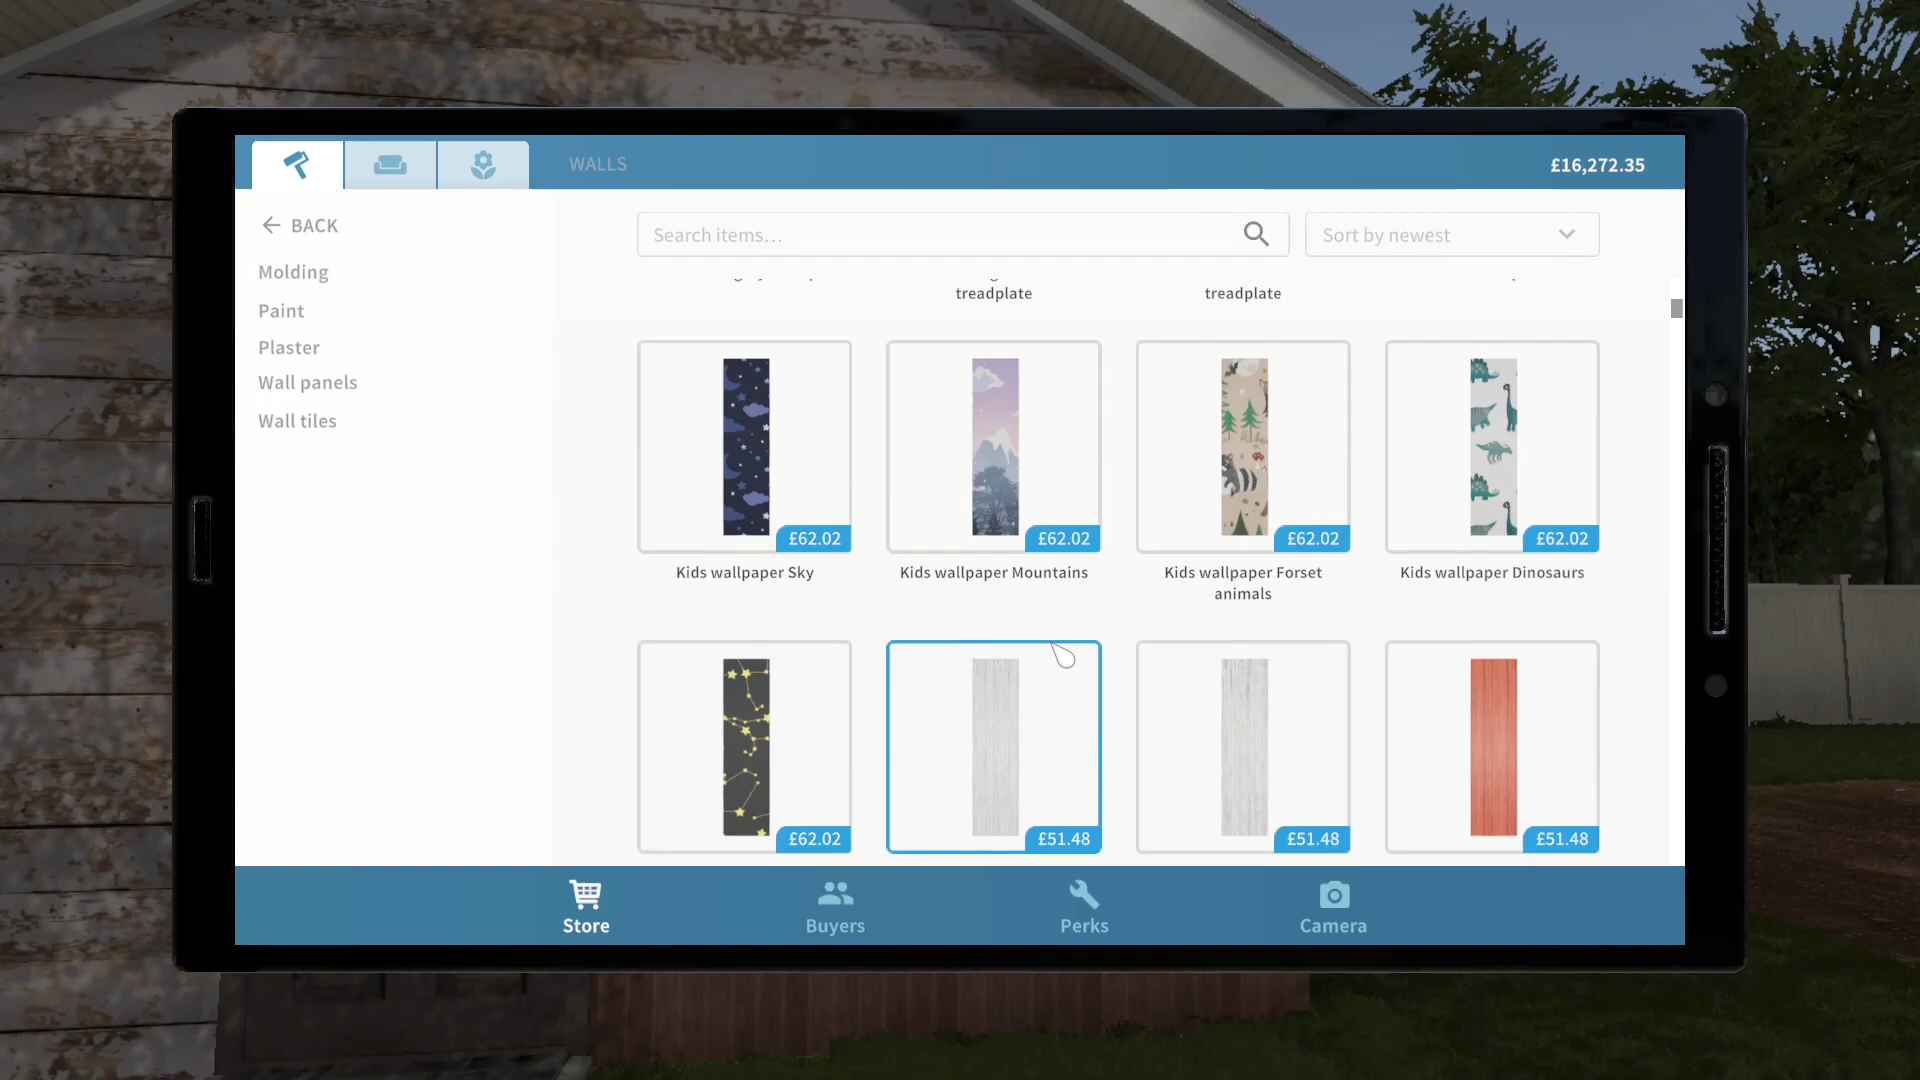 WALLS
£16,272.35
BACK
Search items...
Sort by newest
Molding
Paint
Plaster
Wall panels
Wall tiles
treadplate
treadplate
£62.02
£62.02
£62.02
£62.02
Kids wallpaper Sky
Kids wallpaper Mountains
Kids wallpaper Forset
animals
Kids wallpaper Dinosaurs
£62.02
£51.48
£51.48
£51.48
Store
Buyers
Perks
Camera